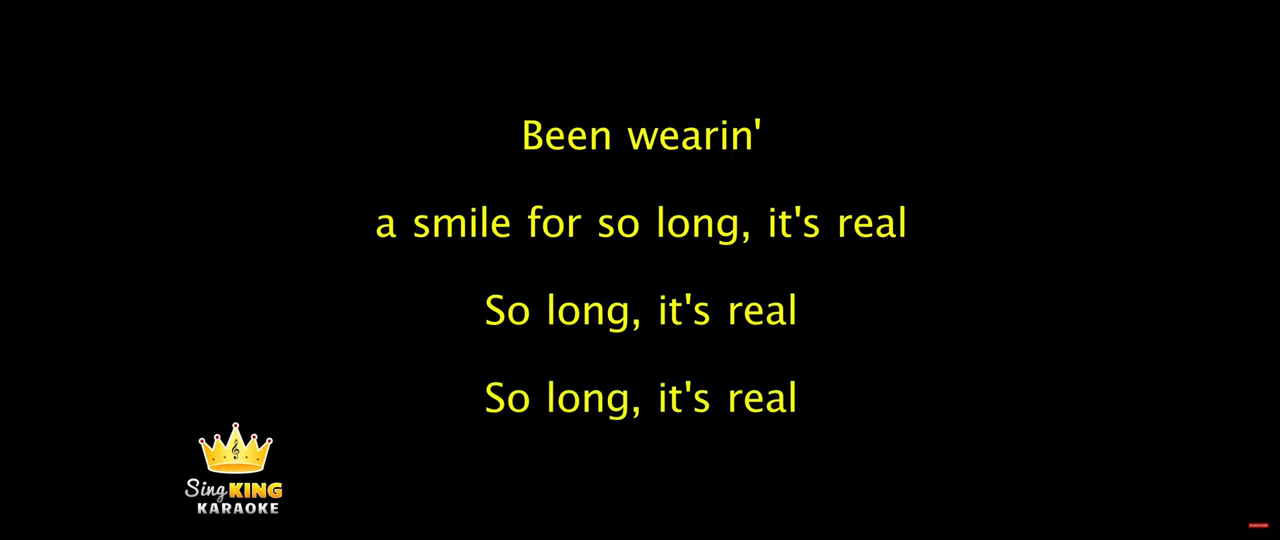 Been wearin'
a smile for so long, it's real
So long, it's real
So long, it's real
Sing KING
KARAOKE
SUBSCRIBE